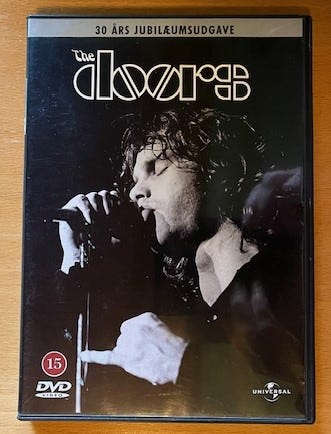 30 ÅRS JUBILÆUMSUDGAVE
The
DOORS
15
DVD
VIDEO
UNIVERSAL